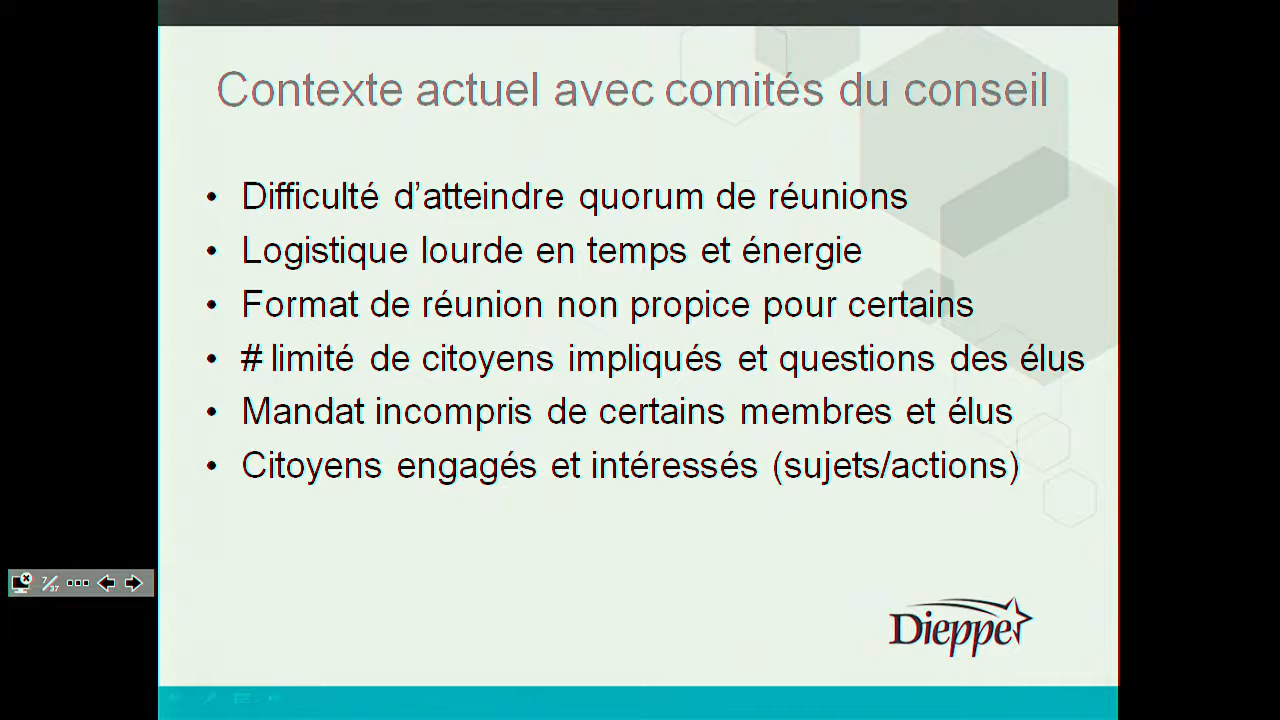 Contexte actuel avec comités du conseil
• Difficulté d’atteindre quorum de réunions
• Logistique lourde en temps et énergie
• Format de réunion non propice pour certains
• # limité de citoyens impliqués et questions des élus
• Mandat incompris de certains membres et élus
• Citoyens engagés et intéressés (sujets/actions)
7/37
Dieppe